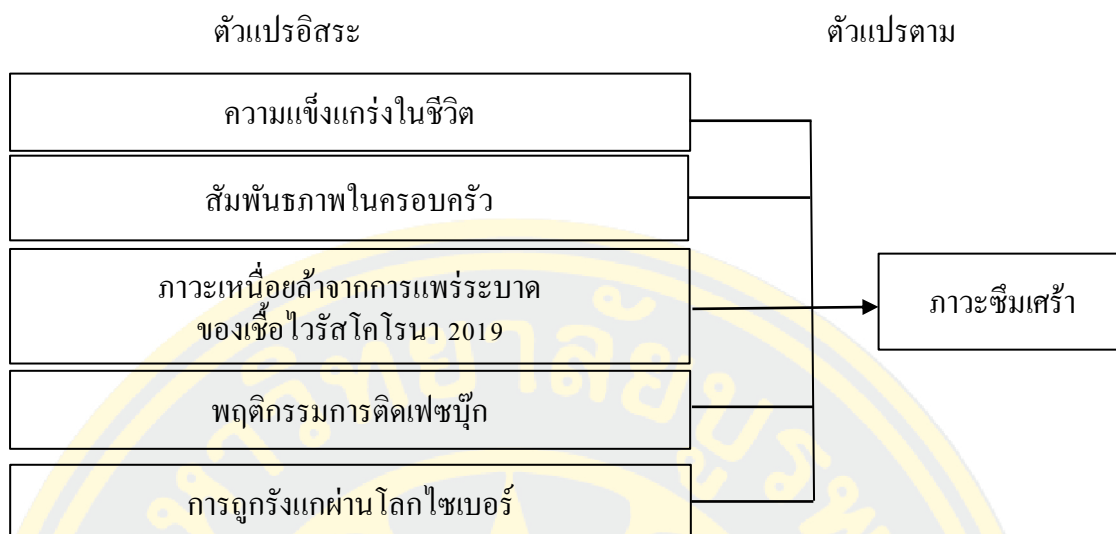 ตัวแปรอิสระ
ตัวแปรตาม
ความแข็งแกร่งในชีวิต
สัมพันธภาพในครอบครัว
ภาวะเหนื่อยล้าจากการแพร่ระบาด
ของเชื้อไวรัสโคโรนา 2019
ภาวะซึมเศร้า
พฤติกรรมการติดเฟซบุ๊ก
การถูกรังแกผ่านโลกไซเบอร์